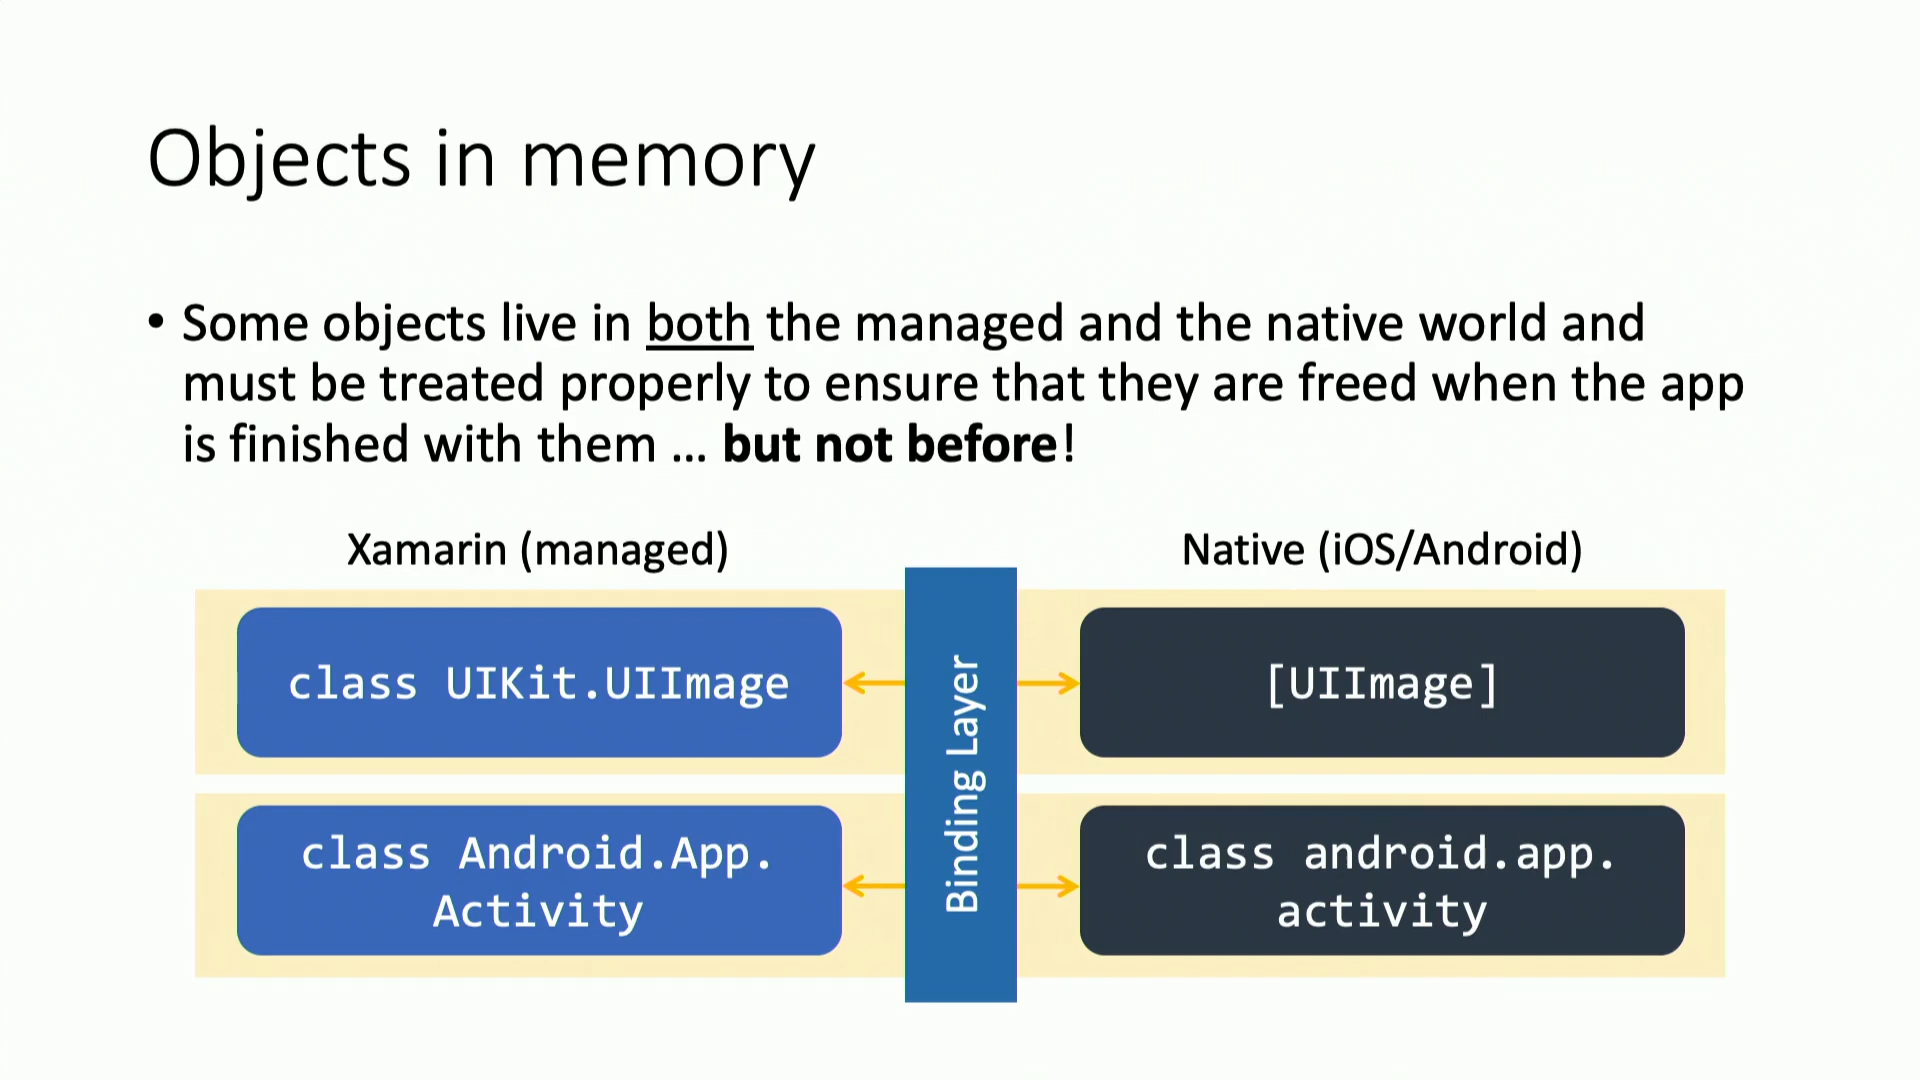 Objects in memory
• Some objects live in both the managed and the native world and
must be treated properly to ensure that they are freed when the app
is finished with them ... but not before!
Xamarin (managed)
Native (iOS/Android)
class UIKit.UIImage
[UIImage]
Binding Layer
class Android.App.
Activity
class android.app.
activity